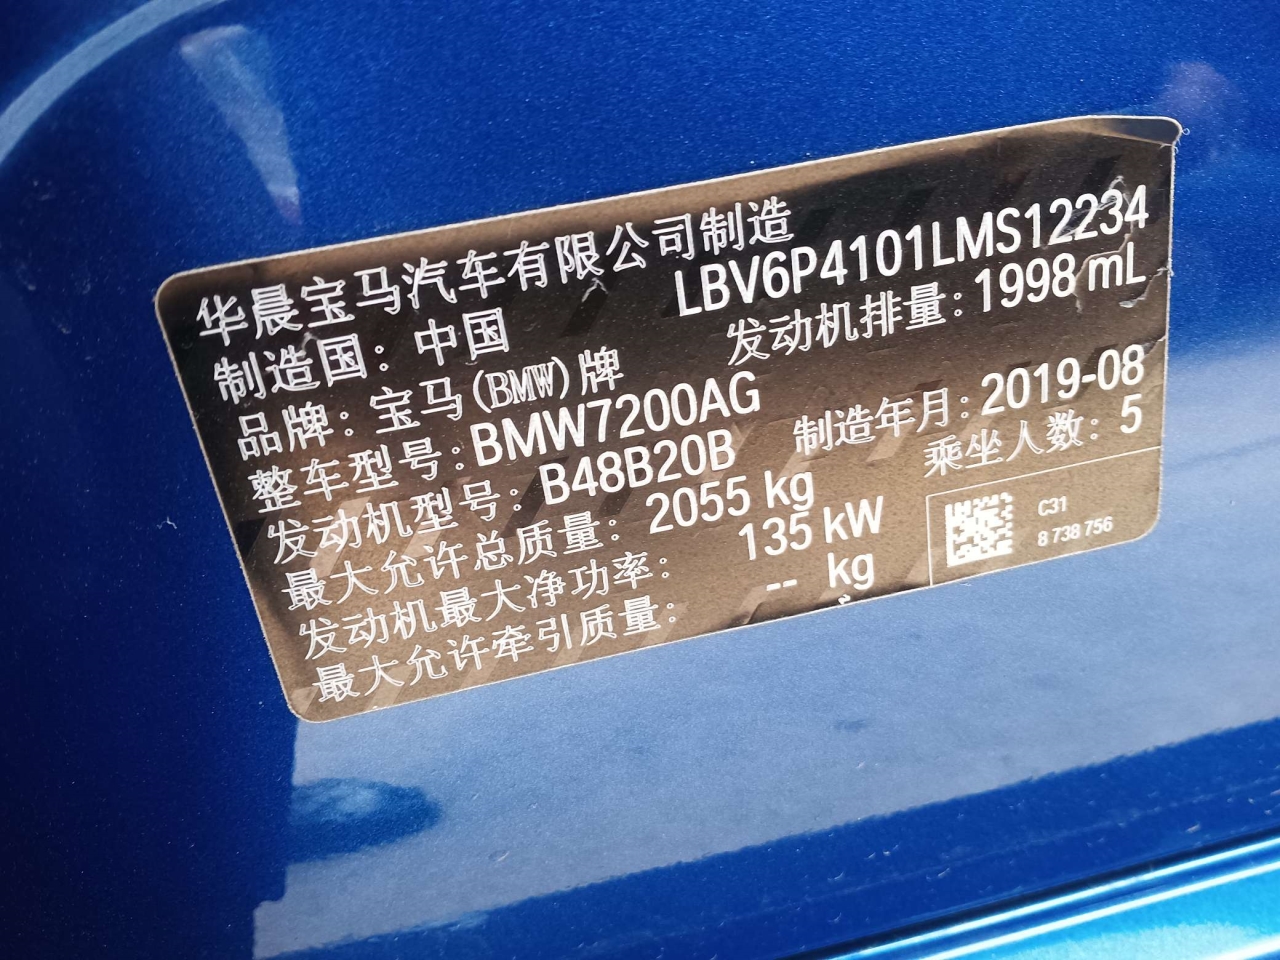 华晨宝马汽车有限公司制造
制造国：中国 LBV6P4101LMS12234
品牌：宝马(BMW)牌 发动机排量：1998 mL
整车型号：BMW7200AG
发动机型号：B48B20B 制造年月：2019-08
最大允许总质量：2055 kg 乘坐人数：5
发动机最大净功率：135 kW
最大允许牵引质量：-- kg
C31
8 738 756